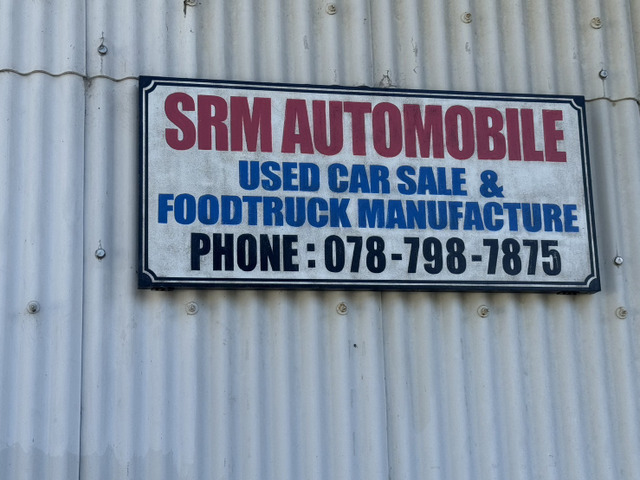 SRM AUTOMOBILE
USED CAR SALE &
FOODTRUCK MANUFACTURE
PHONE : 078-798-7875